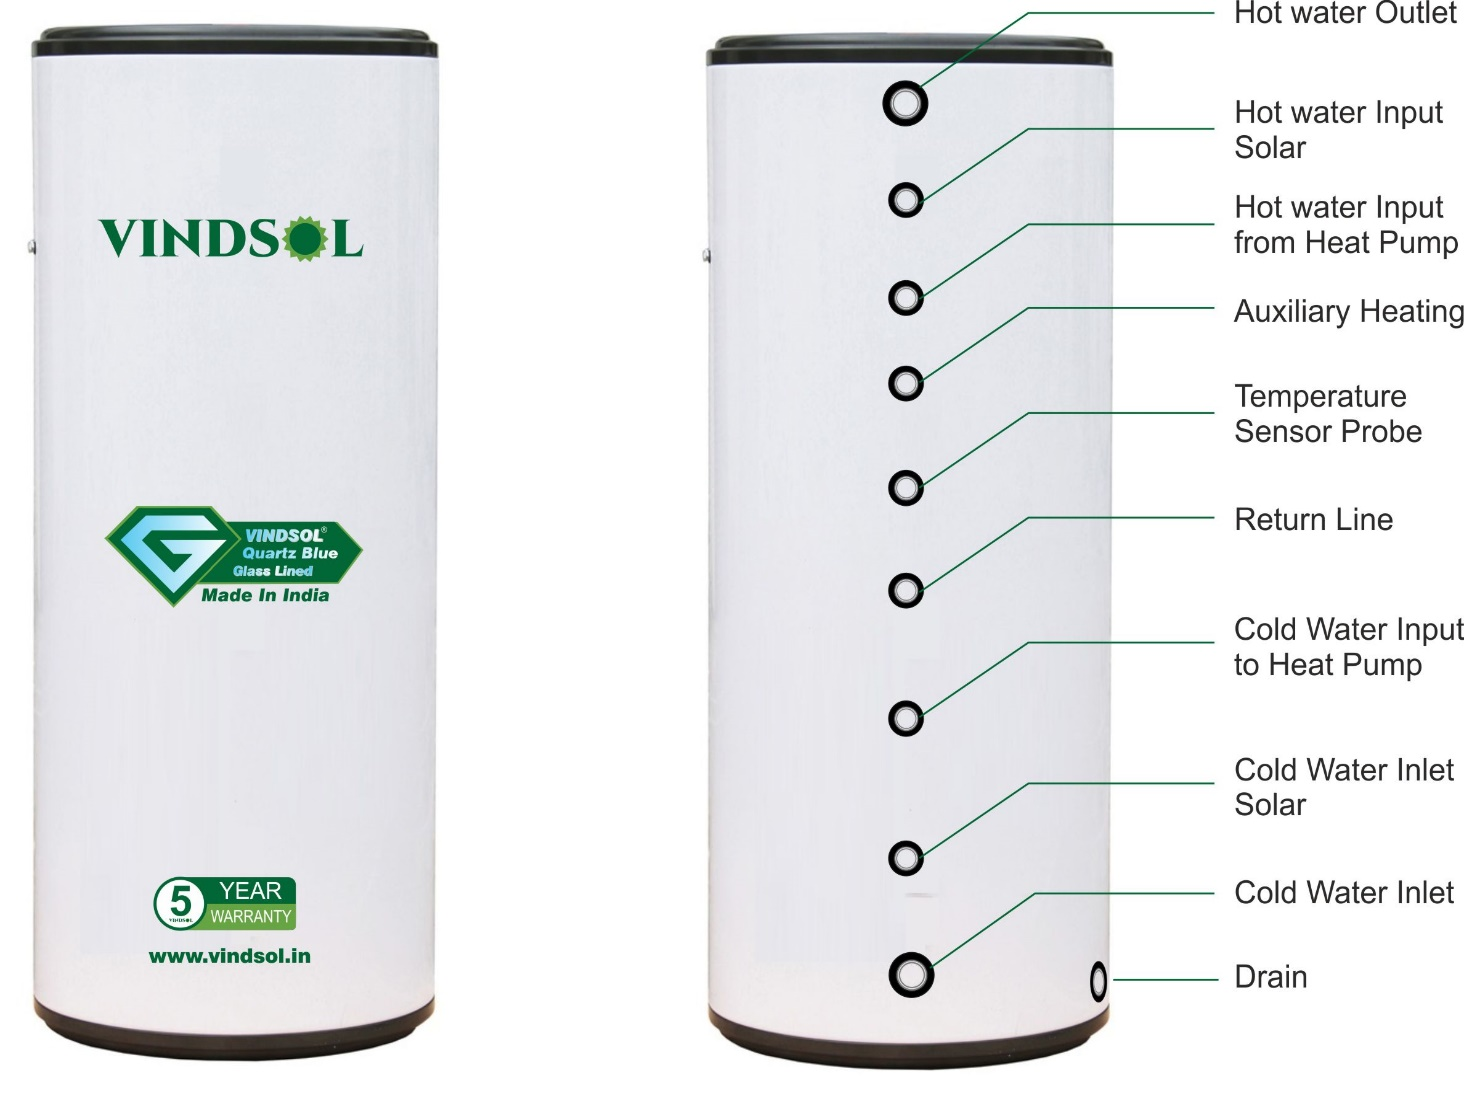 VINDSOL
VINDSOL®
Quartz Blue
Glass Lined
Made In India
5
VINDSOL
YEAR
WARRANTY
www.vindsol.in
Hot water Outlet
Hot water Input
Solar
Hot water Input
from Heat Pump
Auxiliary Heating
Temperature
Sensor Probe
Return Line
Cold Water Input
to Heat Pump
Cold Water Inlet
Solar
Cold Water Inlet
Drain